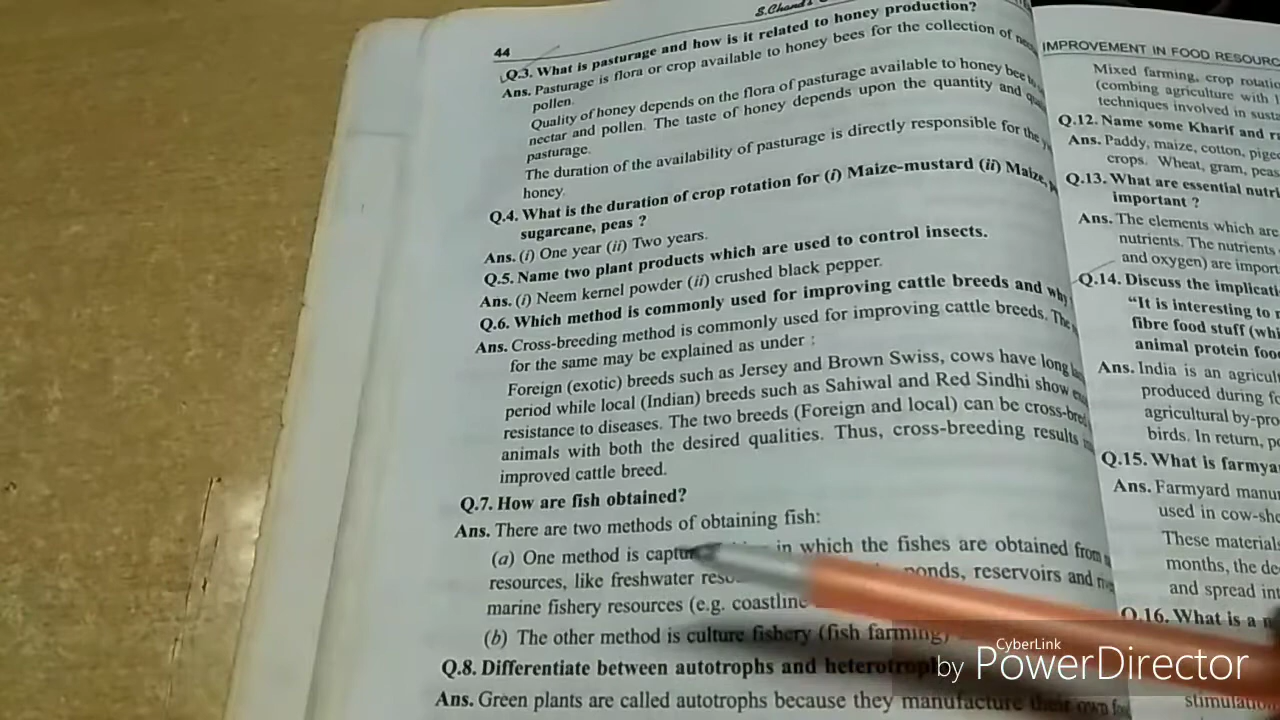 S.Chand's
44
Q.3. What is pasturage and how is it related to honey production?
Ans. Pasturage is flora or crop available to honey bees for the collection of
pollen.
Quality of honey depends on the flora of pasturage available to honey bee
nectar and pollen. The taste of honey depends upon the quantity and
pasturage.
The duration of the availability of pasturage is directly responsible for the
honey.
Q.4. What is the duration of crop rotation for (i) Maize-mustard (ii) Maize,
sugarcane, peas ?
Ans. (i) One year (ii) Two years.
Q.5. Name two plant products which are used to control insects.
Ans. (i) Neem kernel powder (ii) crushed black pepper.
Q.6. Which method is commonly used for improving cattle breeds and why
Ans. Cross-breeding method is commonly used for improving cattle breeds. The
for the same may be explained as under :
Foreign (exotic) breeds such as Jersey and Brown Swiss, cows have long
period while local (Indian) breeds such as Sahiwal and Red Sindhi show
resistance to diseases. The two breeds (Foreign and local) can be cross-bred
animals with both the desired qualities. Thus, cross-breeding results
improved cattle breed.
Q.7. How are fish obtained?
Ans. There are two methods of obtaining fish:
(a) One method is in which the fishes are obtained from
resources, like freshwater ponds, reservoirs and
marine fishery resources (e.g. coastline
(b) The other method is culture fishery (fish farming)
Q.8. Differentiate between autotrophs and
Ans. Green plants are called autotrophs because they manufacture their own
IMPROVEMENT IN FOOD
Mixed farming, crop
(combing agriculture with
techniques involved in
Q.12. Name some Kharif and
Ans. Paddy, maize, cotton,
crops. Wheat, gram, peas
Q.13. What are essential
important ?
Ans. The elements which are
nutrients. The nutrients
and oxygen) are
Q.14. Discuss the
"It is interesting to
fibre food stuff
animal protein
Ans. India is an
produced during
agricultural
birds. In return,
Q.15. What is
Ans. Farmyard
used in
These
months, the
and spread
Q.16. What is a
CyberLink
by PowerDirector